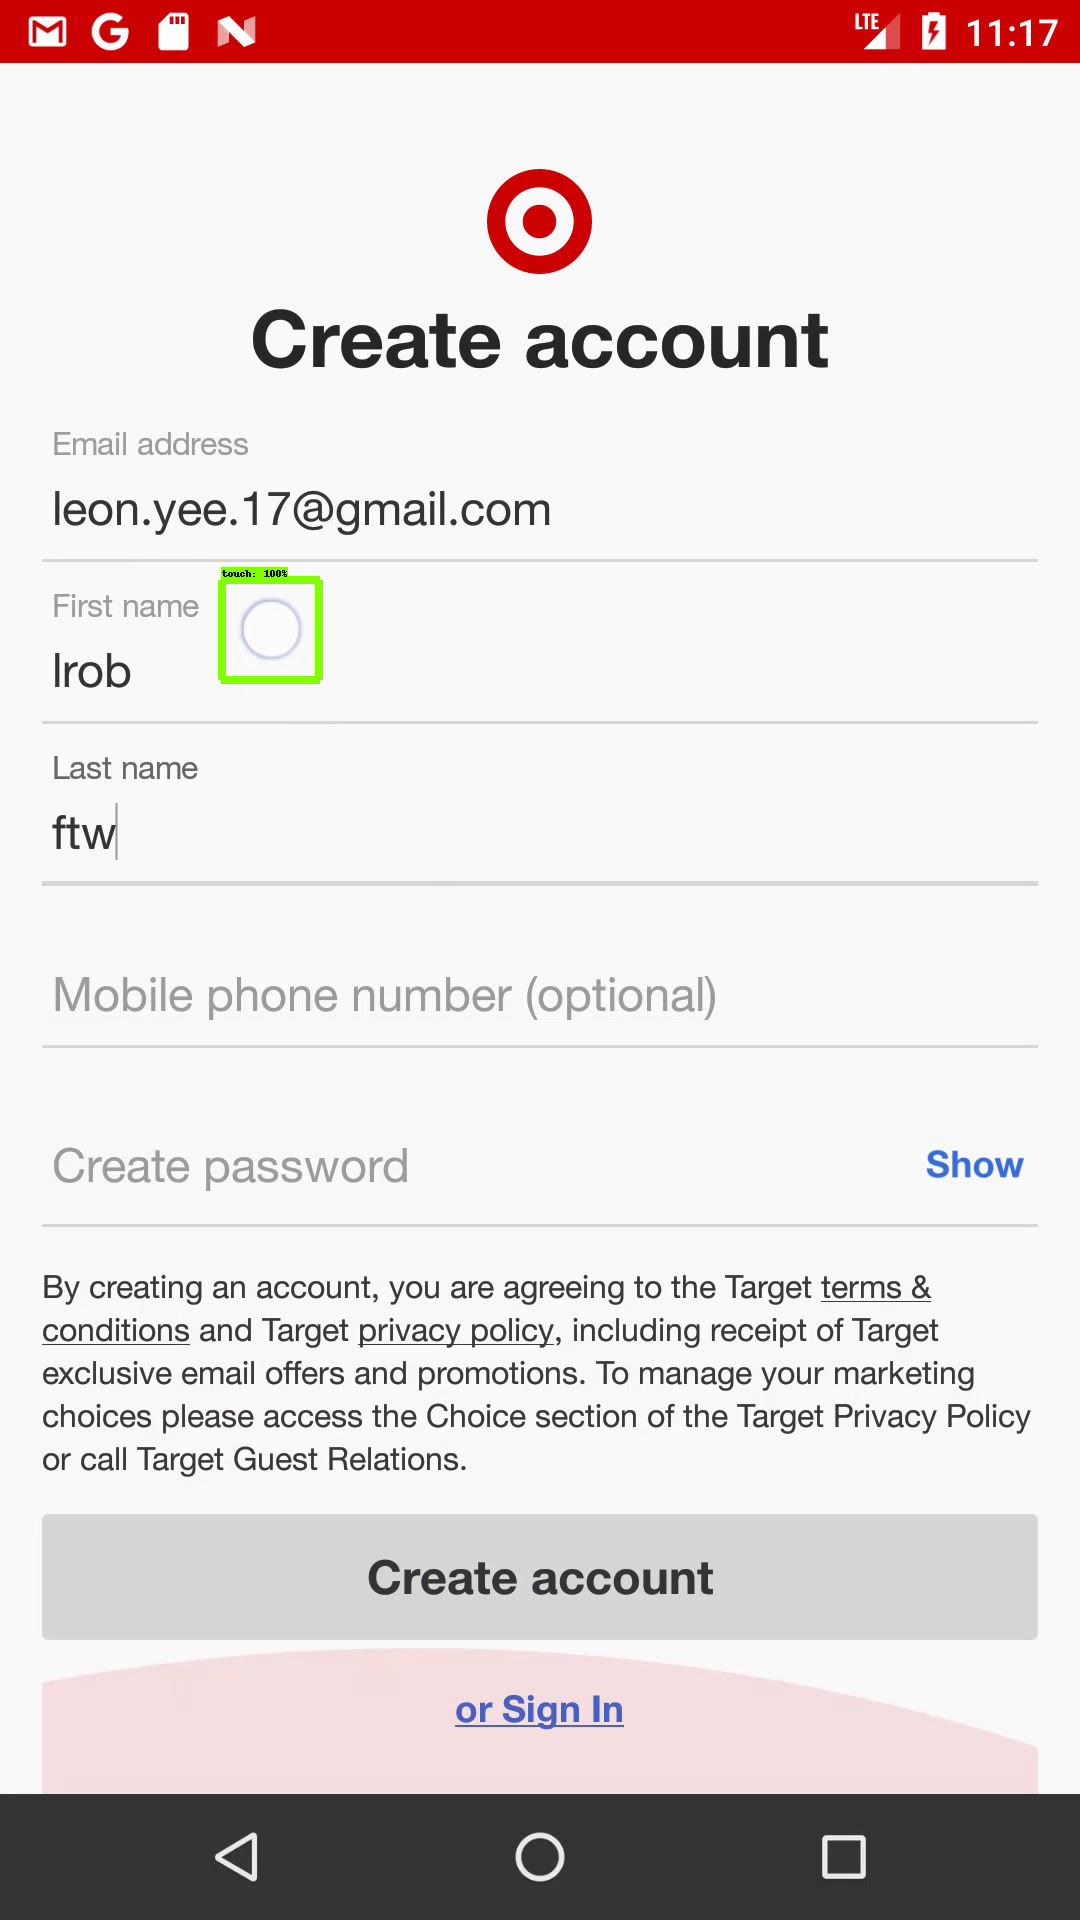 LTE 11:17
Create account
Email address
leon.yee.17@gmail.com
touch: 100%
First name
lrob
Last name
ftw
Mobile phone number (optional)
Create password Show
By creating an account, you are agreeing to the Target terms &
conditions and Target privacy policy, including receipt of Target
exclusive email offers and promotions. To manage your marketing
choices please access the Choice section of the Target Privacy Policy
or call Target Guest Relations.
Create account
or Sign In